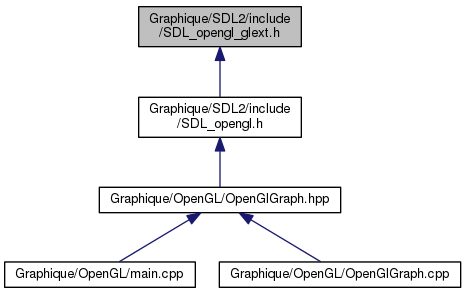 Graphique/SDL2/include
/SDL_opengl_glext.h
Graphique/SDL2/include
/SDL_opengl.h
Graphique/OpenGL/OpenGlGraph.hpp
Graphique/OpenGL/main.cpp
Graphique/OpenGL/OpenGlGraph.cpp